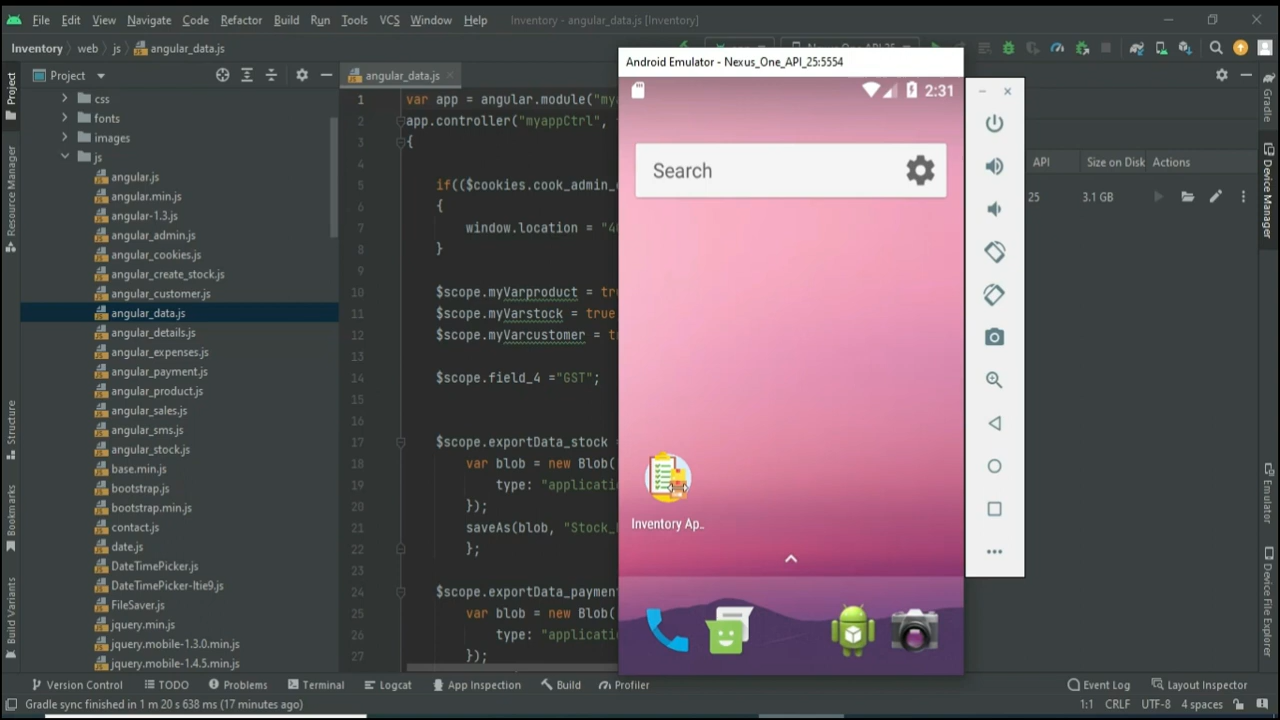 File Edit View Navigate Code Refactor Build Run Tools VCS Window Help Inventory - angular_data.js [Inventory]
Inventory web js angular_data.js
Android Emulator - Nexus_One_API_25:5554
Project
angular_data.js
2:31
Search
css
fonts
images
js
angular.js
angular.min.js
angular-1.3.js
angular_admin.js
angular_cookies.js
angular_create_stock.js
angular_customer.js
angular_data.js
angular_details.js
angular_expenses.js
angular_payment.js
angular_product.js
angular_sales.js
angular_sms.js
angular_stock.js
base.min.js
bootstrap.js
bootstrap.min.js
contact.js
date.js
DateTimePicker.js
DateTimePicker-ltie9.js
FileSaver.js
jquery.min.js
jquery.mobile-1.3.0.min.js
jquery.mobile-1.4.5.min.js
1 var app = angular.module("my
2 app.controller("myappCtrl",
3 {
4
5 if(($cookies.cook_admin_
6 {
7 window.location = "4
8 }
9
10 $scope.myVarproduct = tr
11 $scope.myVarstock = true
12 $scope.myVarcustomer = t
13
14 $scope.field_4 ="GST";
15
16
17 $scope.exportData_stock =
18 var blob = new Blob(
19 type: "applicati
20 });
21 saveAs(blob, "Stock_
22 };
23
24 $scope.exportData_payment
25 var blob = new Blob(
26 type: "applicati
27 });
Inventory Ap..
API Size on Disk Actions
25 3.1 GB
Project
Resource Manager
Structure
Bookmarks
Build Variants
Gradle
Device Manager
Emulator
Device File Explorer
Version Control TODO Problems Terminal Logcat App Inspection Build Profiler Event Log Layout Inspector
Gradle sync finished in 1 m 20 s 638 ms (17 minutes ago) 1:1 CRLF UTF-8 4 spaces